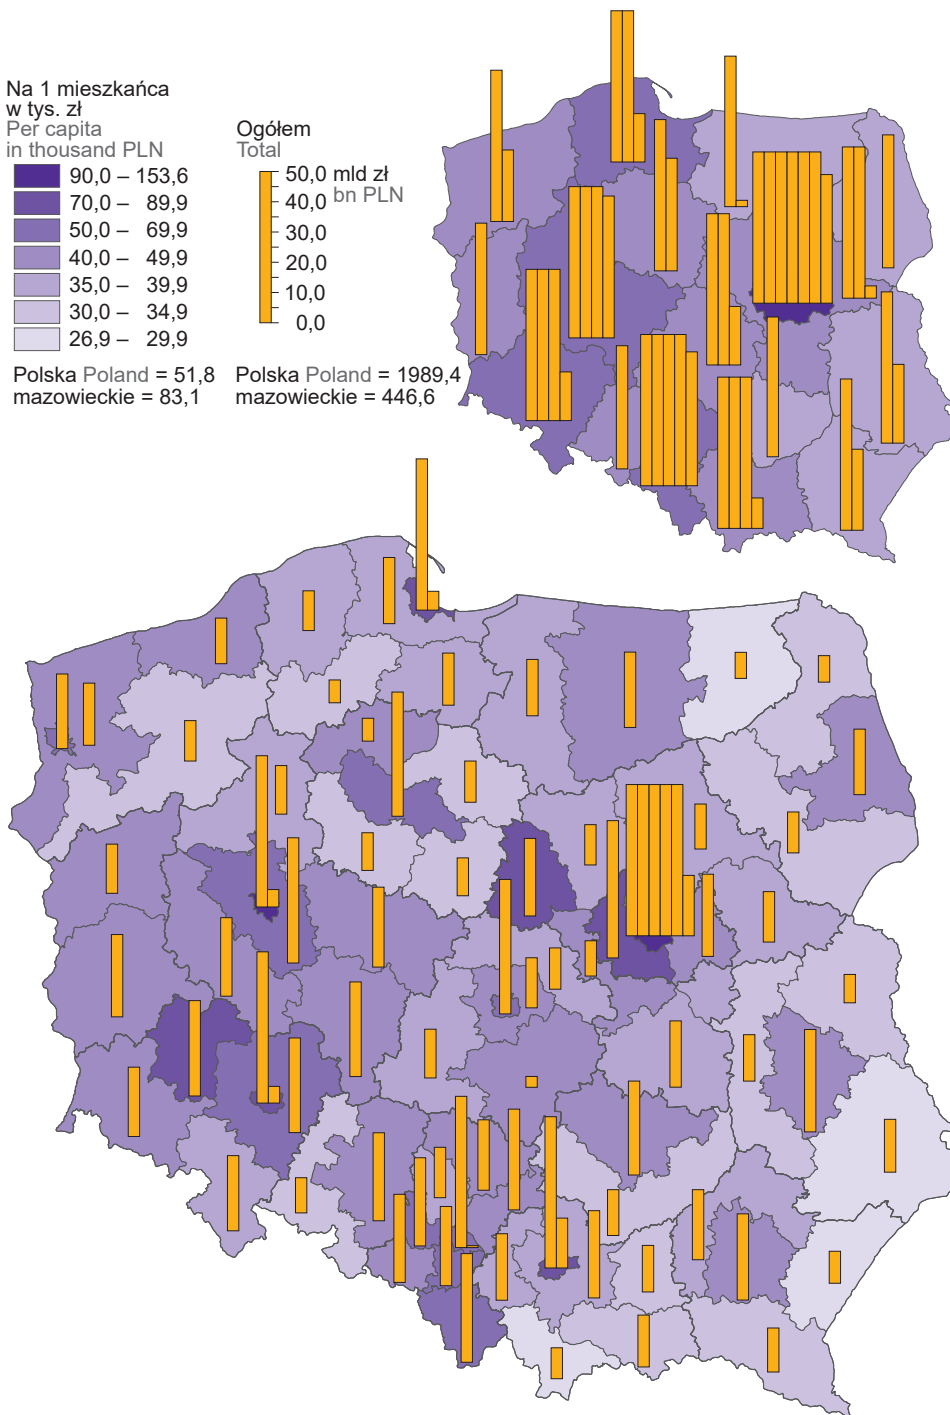 Na 1 mieszkańca
w tys. zł
Per capita
in thousand PLN
90,0 – 153,6
70,0 – 89,9
50,0 – 69,9
40,0 – 49,9
35,0 – 39,9
30,0 – 34,9
26,9 – 29,9
Polska Poland = 51,8
mazowieckie = 83,1
Ogółem
Total
50,0 mld zł
bn PLN
40,0
30,0
20,0
10,0
0,0
Polska Poland = 1989,4
mazowieckie = 446,6